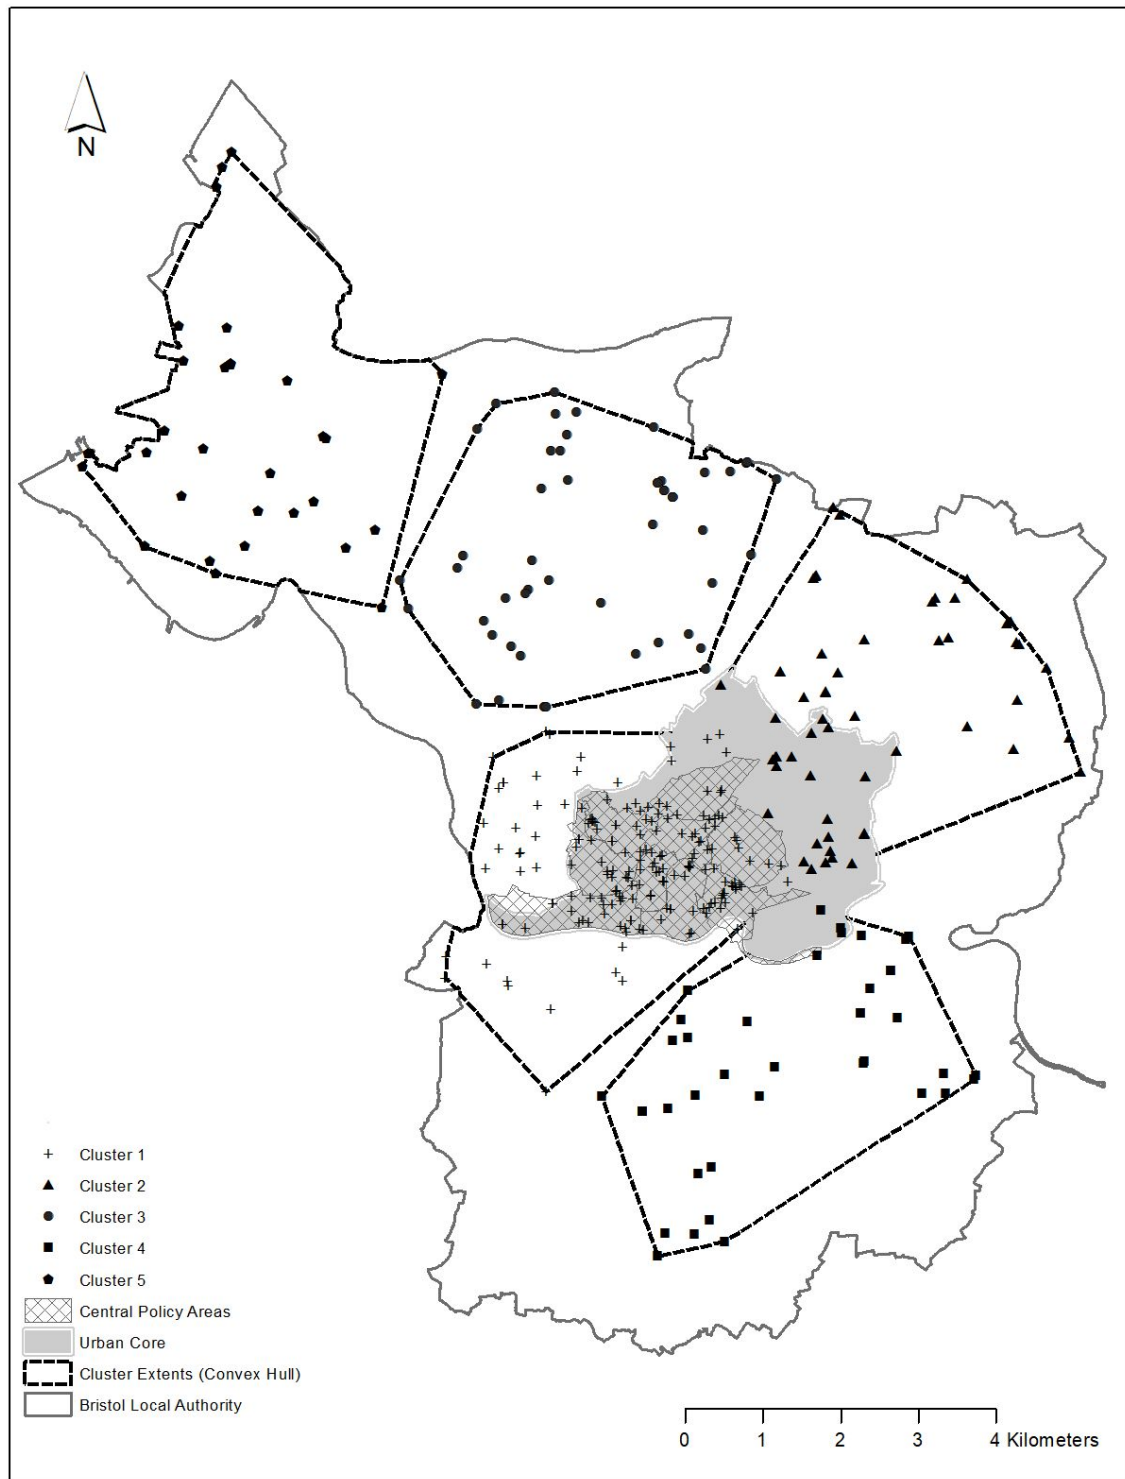 N
Cluster 1
Cluster 2
Cluster 3
Cluster 4
Cluster 5
Central Policy Areas
Urban Core
Cluster Extents (Convex Hull)
Bristol Local Authority
0 1 2 3 4 Kilometers